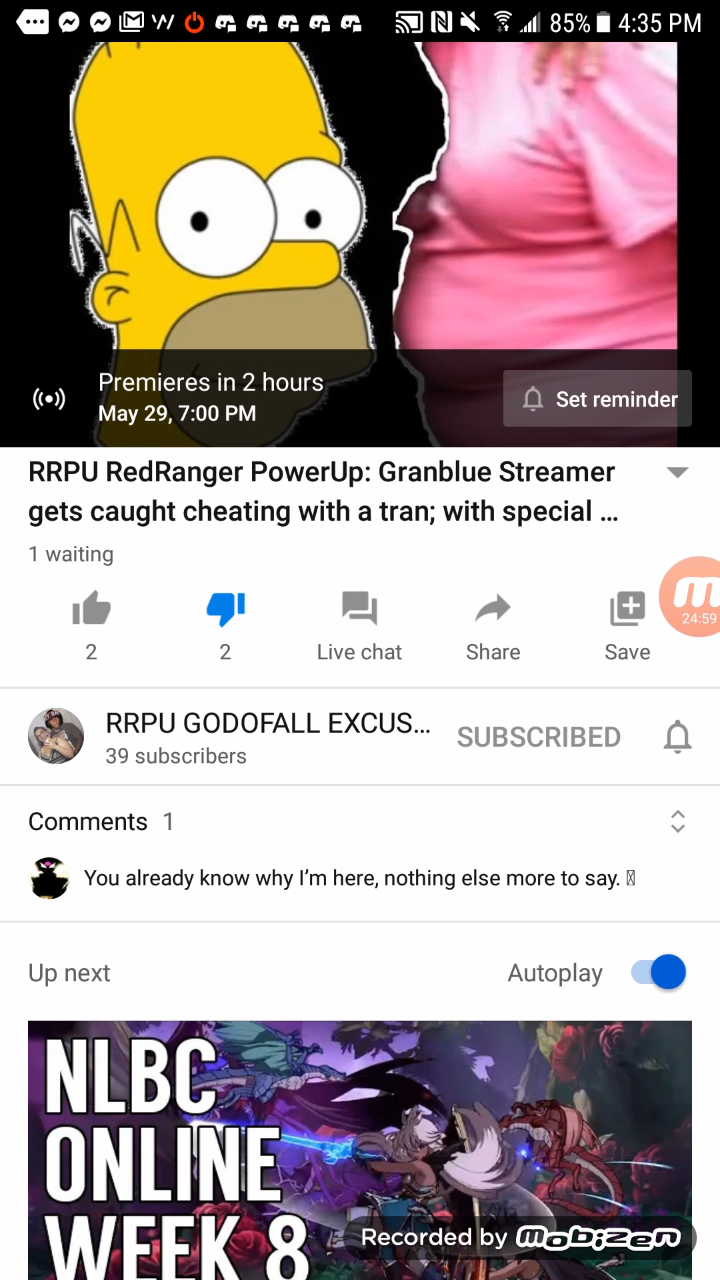 85% 4:35 PM
Premieres in 2 hours
May 29, 7:00 PM
Set reminder
RRPU RedRanger PowerUp: Granblue Streamer
gets caught cheating with a tran; with special ...
1 waiting
2
2
Live chat
Share
Save
24:59
RRPU GODOFALL EXCUS...
39 subscribers
SUBSCRIBED
Comments 1
You already know why I'm here, nothing else more to say.
Up next
Autoplay
NLBC
ONLINE
WEEK 8
Recorded by mobizen